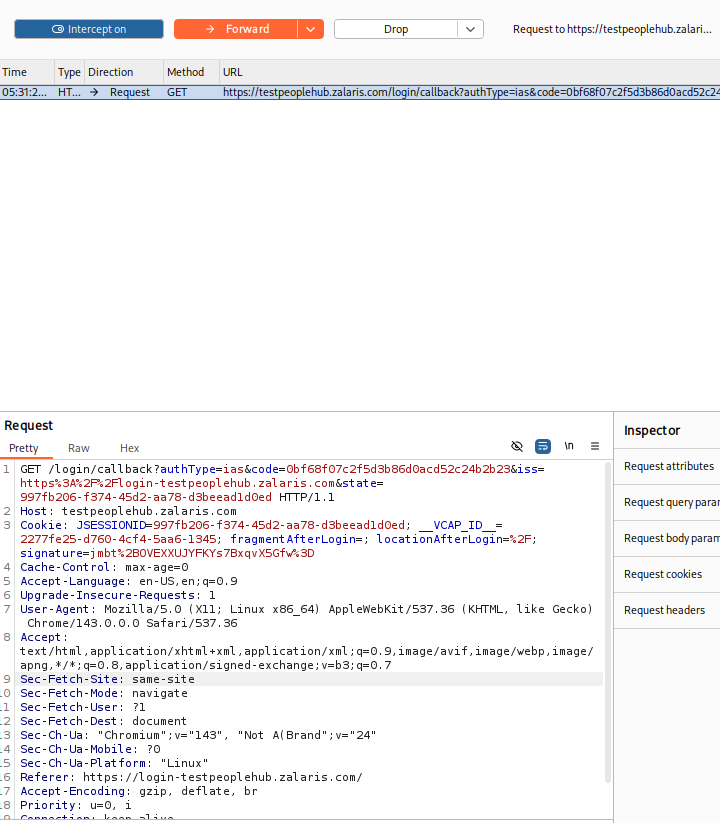 Intercept on
Forward
Drop
Request to https://testpeoplehub.zalari...
Time Type Direction Method URL
05:31:2... HT... → Request GET https://testpeoplehub.zalaris.com/login/callback?authType=ias&code=0bf68f07c2f5d3b86d0acd52c24
Request
Pretty Raw Hex
\n
1 GET /login/callback?authType=ias&code=0bf68f07c2f5d3b86d0acd52c24b2b23&iss=
https%3A%2F%2Flogin-testpeoplehub.zalaris.com&state=
997fb206-f374-45d2-aa78-d3beead1d0ed HTTP/1.1
2 Host: testpeoplehub.zalaris.com
3 Cookie: JSESSIONID=997fb206-f374-45d2-aa78-d3beead1d0ed; __VCAP_ID__=
2277fe25-d760-4cf4-5aa6-1345; fragmentAfterLogin=; locationAfterLogin=%2F;
signature=jmbt%2BOVEXXUJYFKYs7BxqvX5Gfw%3D
4 Cache-Control: max-age=0
5 Accept-Language: en-US,en;q=0.9
6 Upgrade-Insecure-Requests: 1
7 User-Agent: Mozilla/5.0 (X11; Linux x86_64) AppleWebKit/537.36 (KHTML, like Gecko)
Chrome/143.0.0.0 Safari/537.36
8 Accept:
text/html,application/xhtml+xml,application/xml;q=0.9,image/avif,image/webp,image/
apng,*/*;q=0.8,application/signed-exchange;v=b3;q=0.7
9 Sec-Fetch-Site: same-site
10 Sec-Fetch-Mode: navigate
11 Sec-Fetch-User: ?1
12 Sec-Fetch-Dest: document
13 Sec-Ch-Ua: "Chromium";v="143", "Not A(Brand";v="24"
14 Sec-Ch-Ua-Mobile: ?0
15 Sec-Ch-Ua-Platform: "Linux"
16 Referer: https://login-testpeoplehub.zalaris.com/
17 Accept-Encoding: gzip, deflate, br
18 Priority: u=0, i
19 Connection: keep-alive
Inspector
Request attributes
Request query param
Request body param
Request cookies
Request headers